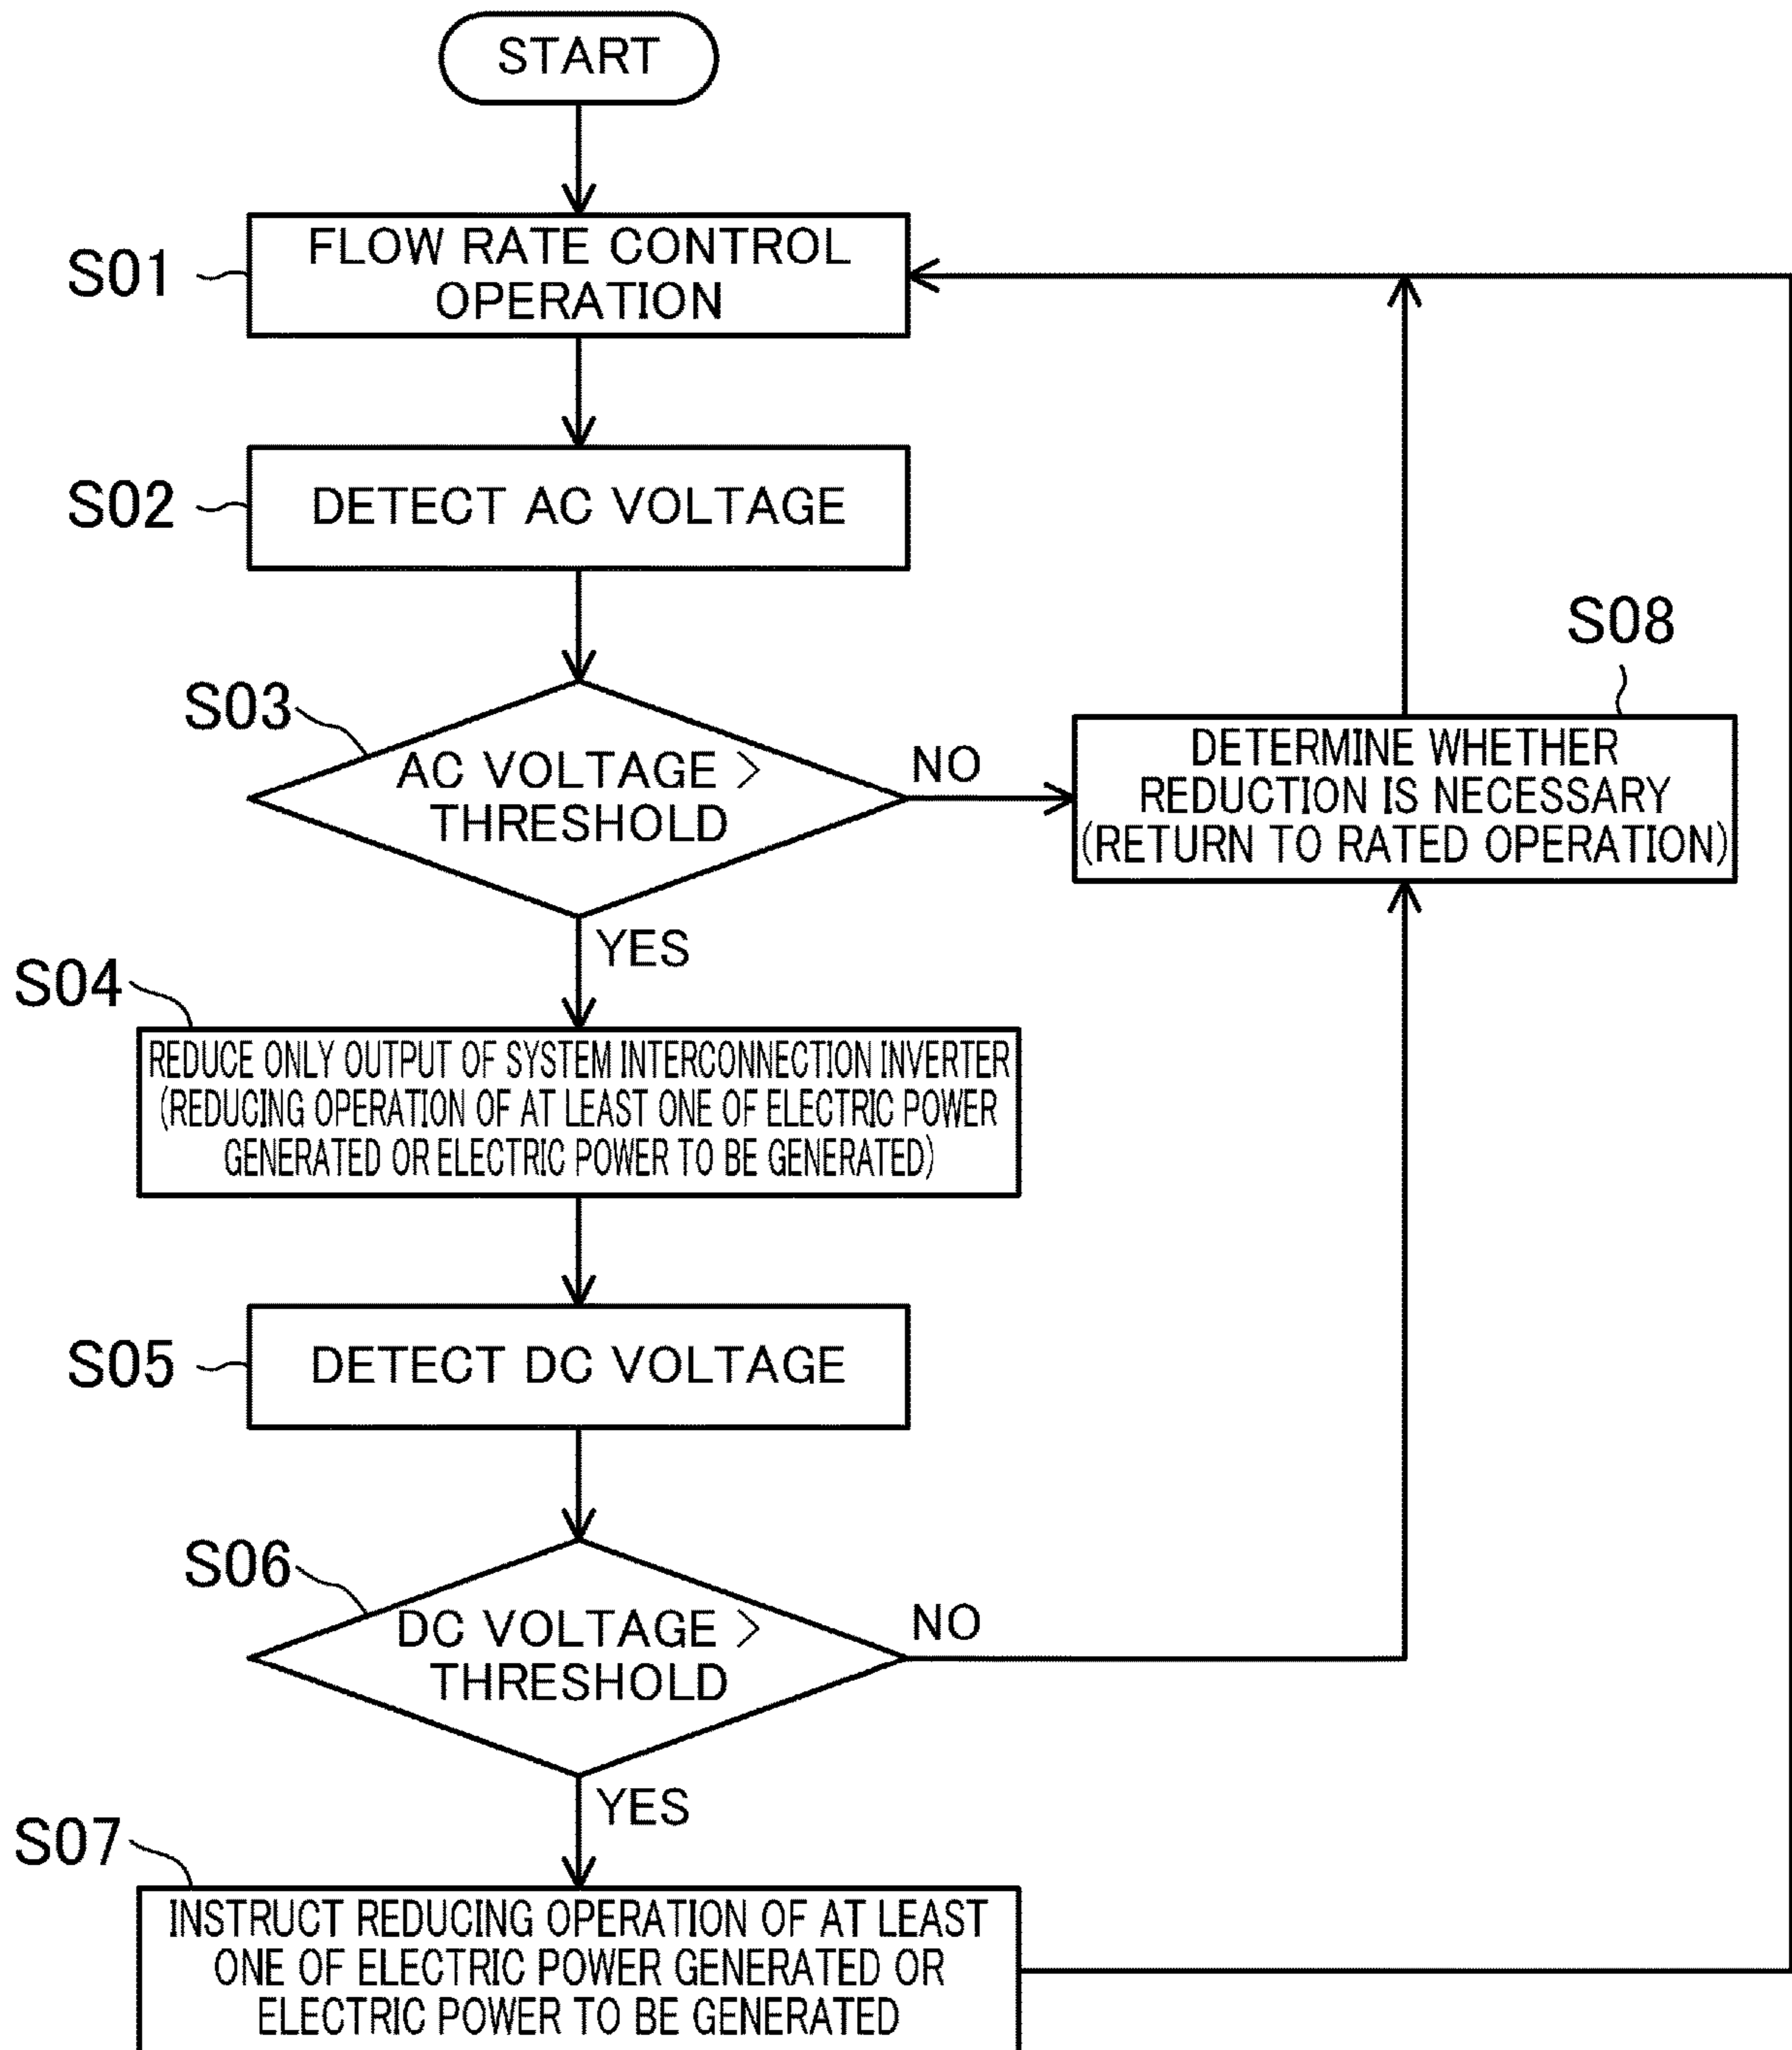 START
S01
FLOW RATE CONTROL
OPERATION
S02
DETECT AC VOLTAGE
S03
AC VOLTAGE >
THRESHOLD
NO
YES
S08
DETERMINE WHETHER
REDUCTION IS NECESSARY
(RETURN TO RATED OPERATION)
S04
REDUCE ONLY OUTPUT OF SYSTEM INTERCONNECTION INVERTER
(REDUCING OPERATION OF AT LEAST ONE OF ELECTRIC POWER
GENERATED OR ELECTRIC POWER TO BE GENERATED)
S05
DETECT DC VOLTAGE
S06
DC VOLTAGE >
THRESHOLD
NO
YES
S07
INSTRUCT REDUCING OPERATION OF AT LEAST
ONE OF ELECTRIC POWER GENERATED OR
ELECTRIC POWER TO BE GENERATED